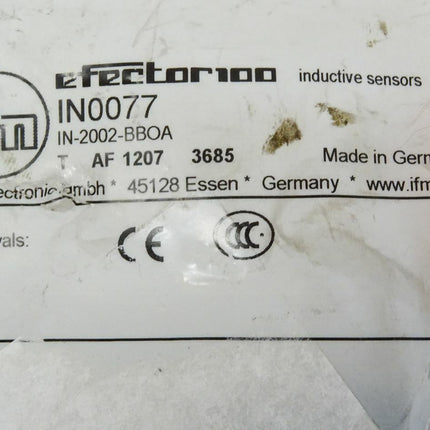 efector100 inductive sensors
IN0077
IN-2002-BBOA
T AF 1207 3685 Made in Germ
ectronic gmbh * 45128 Essen * Germany * www.ifm
vals: CE CCC